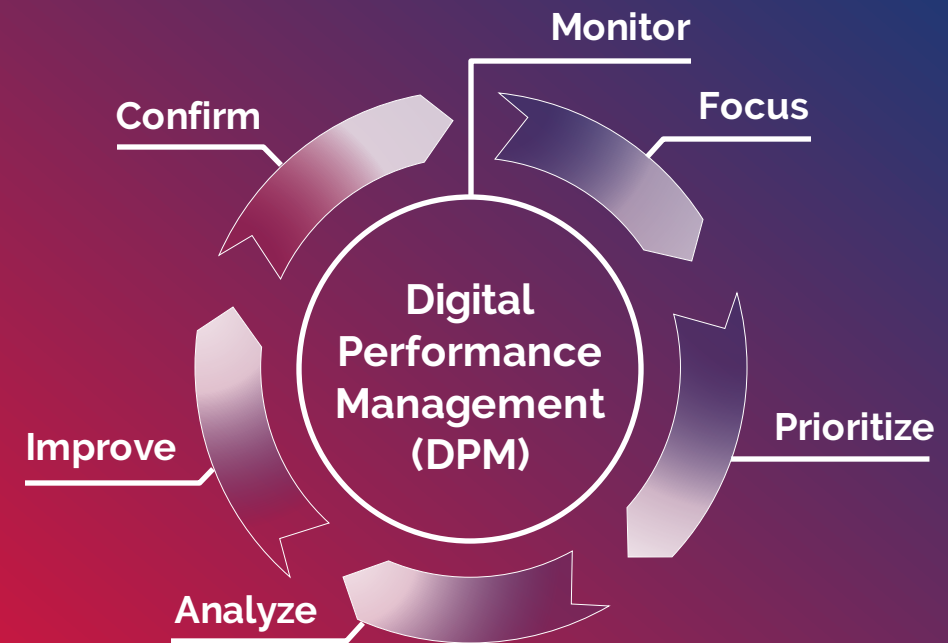 Monitor
Focus
Confirm
Digital
Performance
Management
(DPM)
Prioritize
Improve
Analyze